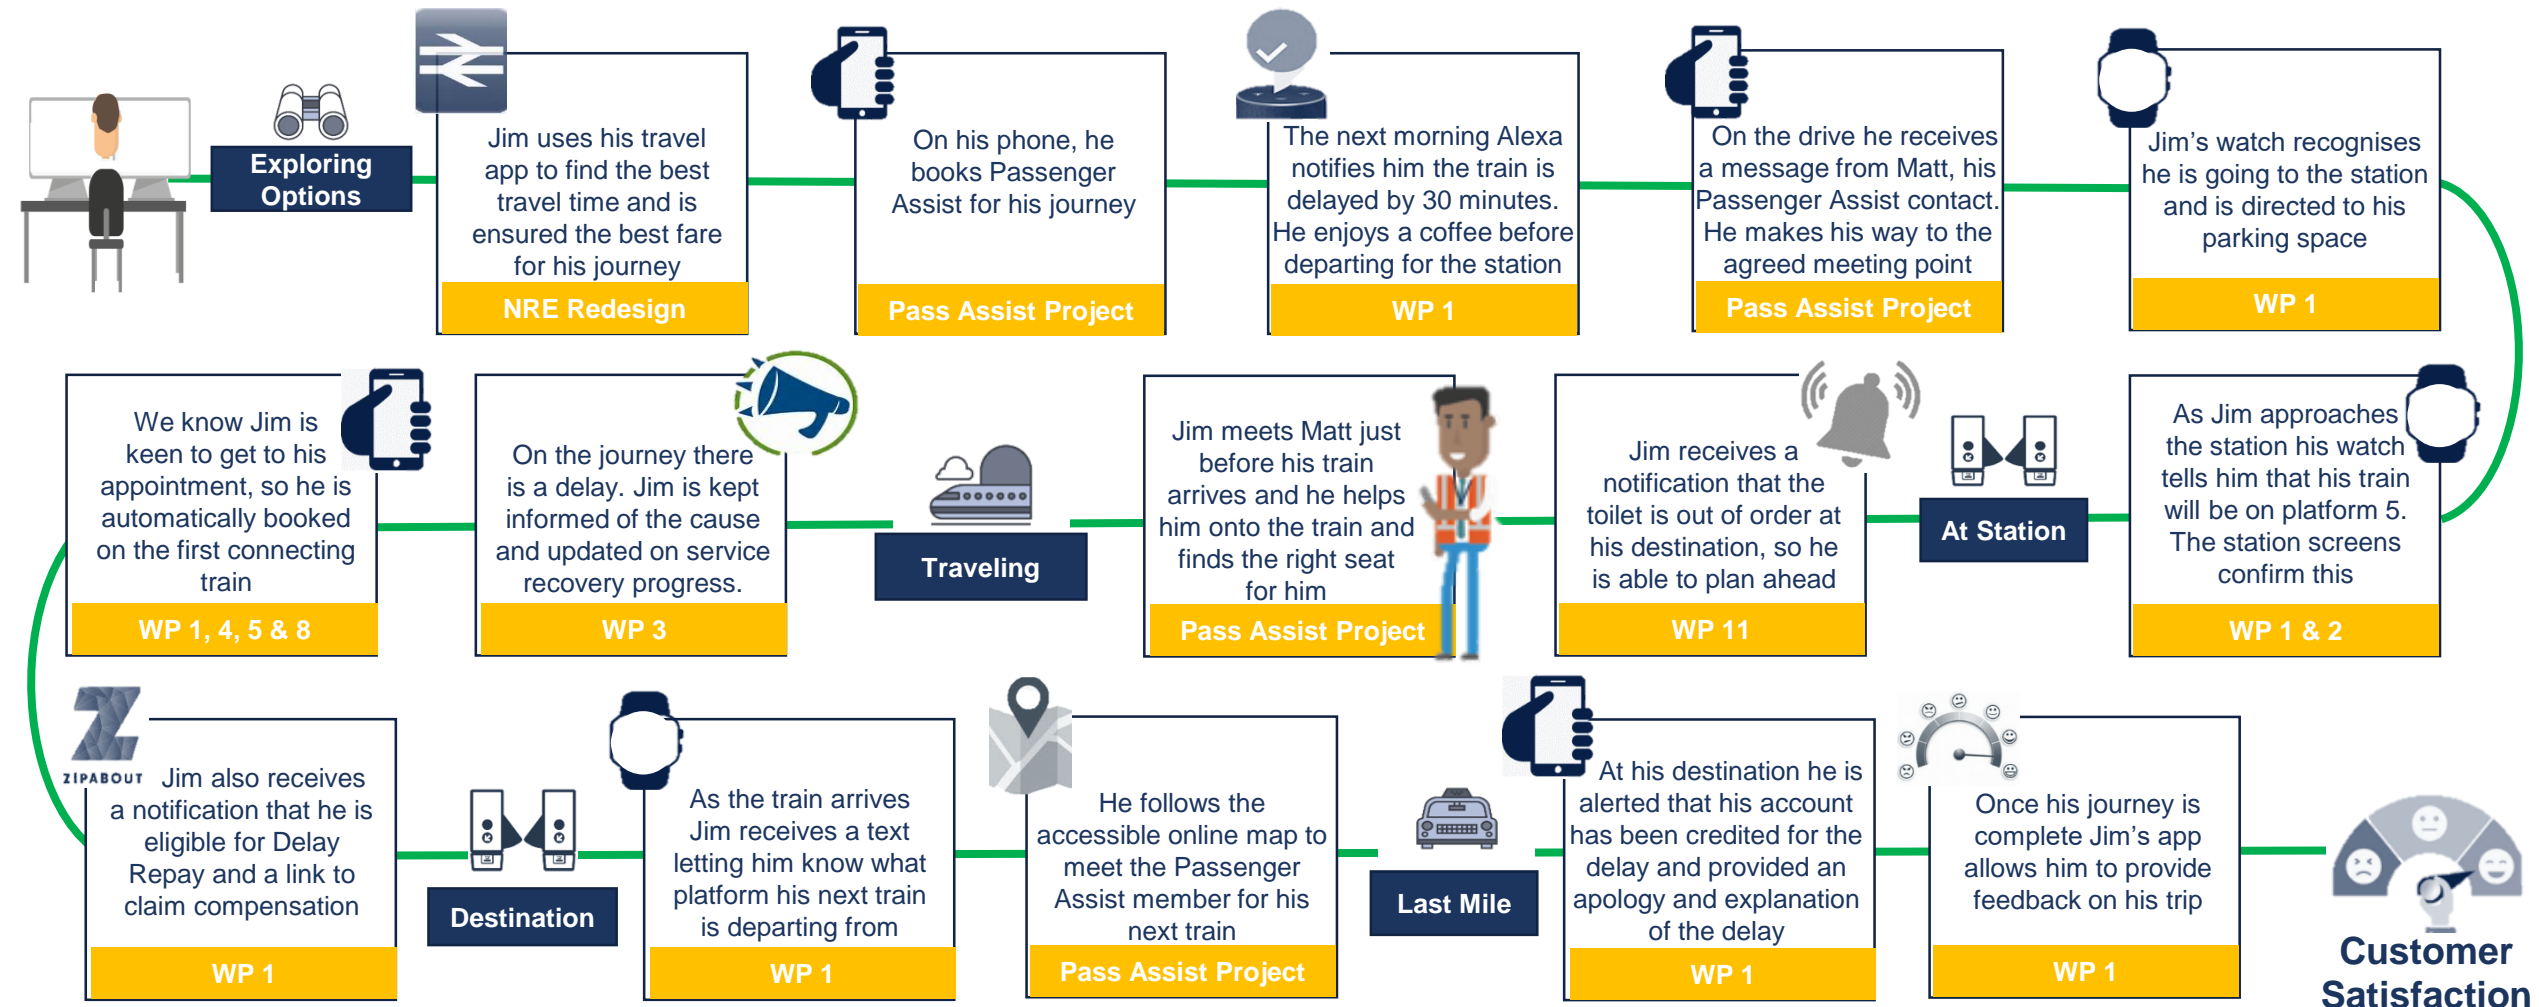 Exploring
Options
Jim uses his travel
app to find the best
travel time and is
ensured the best fare
for his journey
NRE Redesign
On his phone, he
books Passenger
Assist for his journey
Pass Assist Project
The next morning Alexa
notifies him the train is
delayed by 30 minutes.
He enjoys a coffee before
departing for the station
WP 1
On the drive he receives
a message from Matt, his
Passenger Assist contact.
He makes his way to the
agreed meeting point
Pass Assist Project
Jim’s watch recognises
he is going to the station
and is directed to his
parking space
WP 1
As Jim approaches
the station his watch
tells him that his train
will be on platform 5.
The station screens
confirm this
WP 1 & 2
At Station
Jim receives a
notification that the
toilet is out of order at
his destination, so he
is able to plan ahead
WP 11
Jim meets Matt just
before his train
arrives and he helps
him onto the train and
finds the right seat
for him
Pass Assist Project
Traveling
On the journey there
is a delay. Jim is kept
informed of the cause
and updated on service
recovery progress.
WP 3
We know Jim is
keen to get to his
appointment, so he is
automatically booked
on the first connecting
train
WP 1, 4, 5 & 8
ZIPABOUT
Jim also receives
a notification that he is
eligible for Delay
Repay and a link to
claim compensation
WP 1
Destination
As the train arrives
Jim receives a text
letting him know what
platform his next train
is departing from
WP 1
He follows the
accessible online map to
meet the Passenger
Assist member for his
next train
Pass Assist Project
Last Mile
At his destination he is
alerted that his account
has been credited for the
delay and provided an
apology and explanation
of the delay
WP 1
Once his journey is
complete Jim’s app
allows him to provide
feedback on his trip
WP 1
Customer
Satisfaction